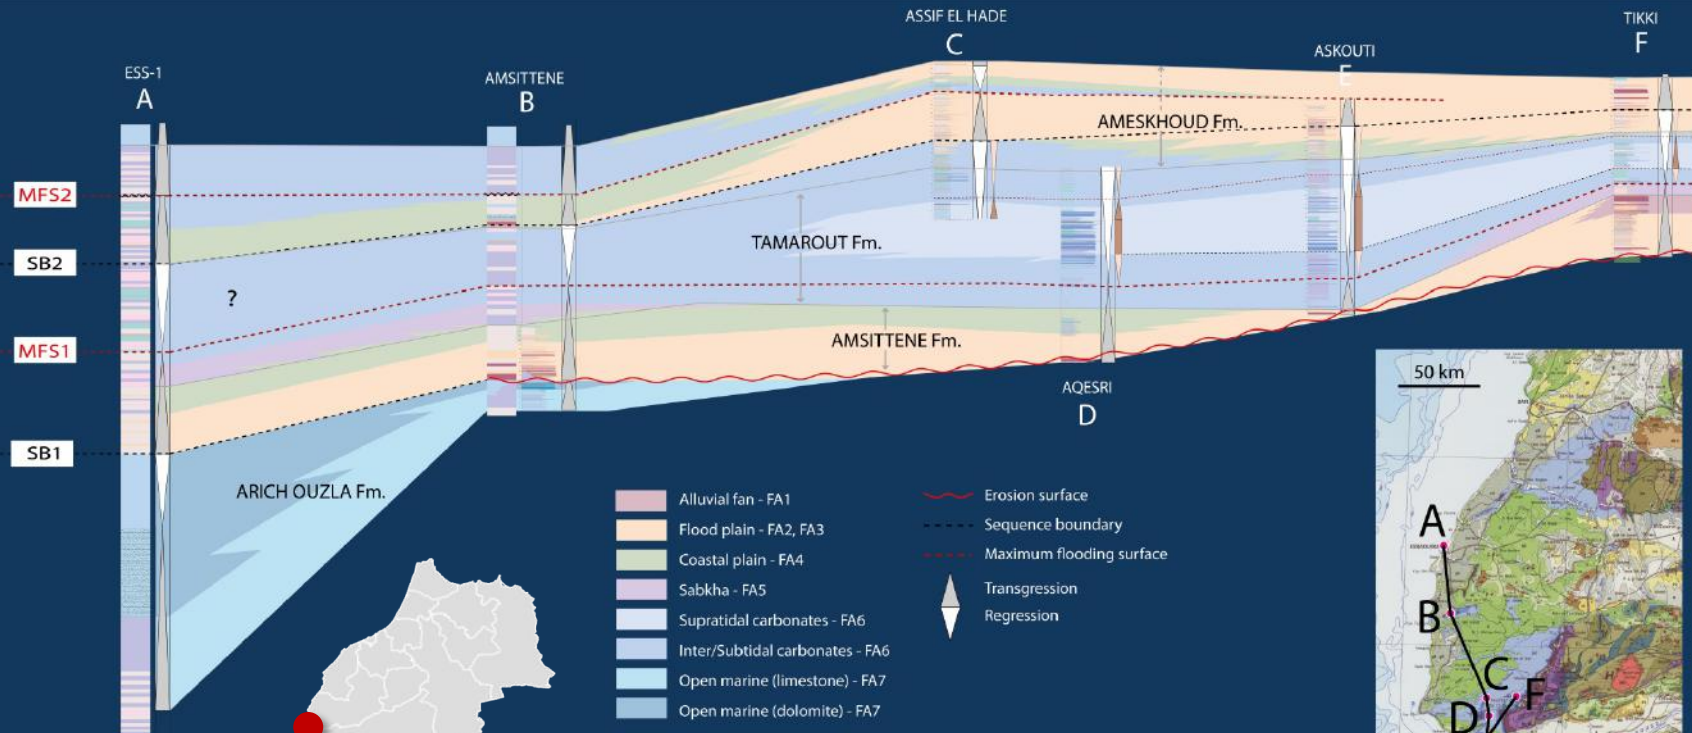 ASSIF EL HADE
C
TIKKI
F
ASKOUTI
E
ESS-1
A
AMSITTENE
B
AMESKHOUD Fm.
MFS2
TAMAROUT Fm.
SB2
?
MFS1
AMSITTENE Fm.
AQESRI
D
SB1
ARICH OUZLA Fm.
Alluvial fan - FA1
Flood plain - FA2, FA3
Coastal plain - FA4
Sabkha - FA5
Supratidal carbonates - FA6
Inter/Subtidal carbonates - FA6
Open marine (limestone) - FA7
Open marine (dolomite) - FA7
Erosion surface
Sequence boundary
Maximum flooding surface
Transgression
Regression
50 km
A
B
C
F
D